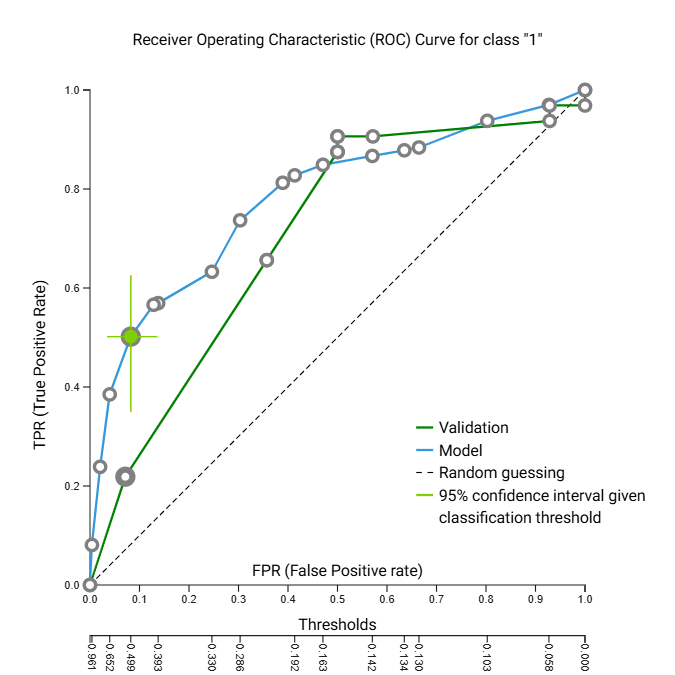 Receiver Operating Characteristic (ROC) Curve for class "1"
1.0
0.8
0.6
0.4
0.2
0.0
TPR (True Positive Rate)
Validation
Model
Random guessing
95% confidence interval given
classification threshold
FPR (False Positive rate)
0.0 0.1 0.2 0.3 0.4 0.5 0.6 0.7 0.8 0.9 1.0
Thresholds
0.961 0.652 0.499 0.393 0.330 0.286 0.192 0.163 0.142 0.134 0.130 0.103 0.058 0.000